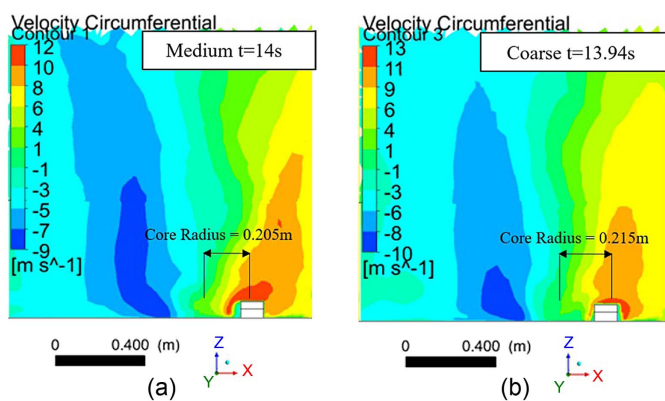 Velocity Circumferential
Contour 1
Medium t=14s
12
10
8
6
4
1
-1
-3
-5
-7
-9
[m s^-1]
Core Radius = 0.205m
0 0.400 (m)
Z
Y X
(a)
Velocity Circumferential
Contour 3
Coarse t=13.94s
13
11
9
6
4
1
-1
-3
-6
-8
-10
[m s^-1]
Core Radius = 0.215m
0 0.400 (m)
Z
Y X
(b)